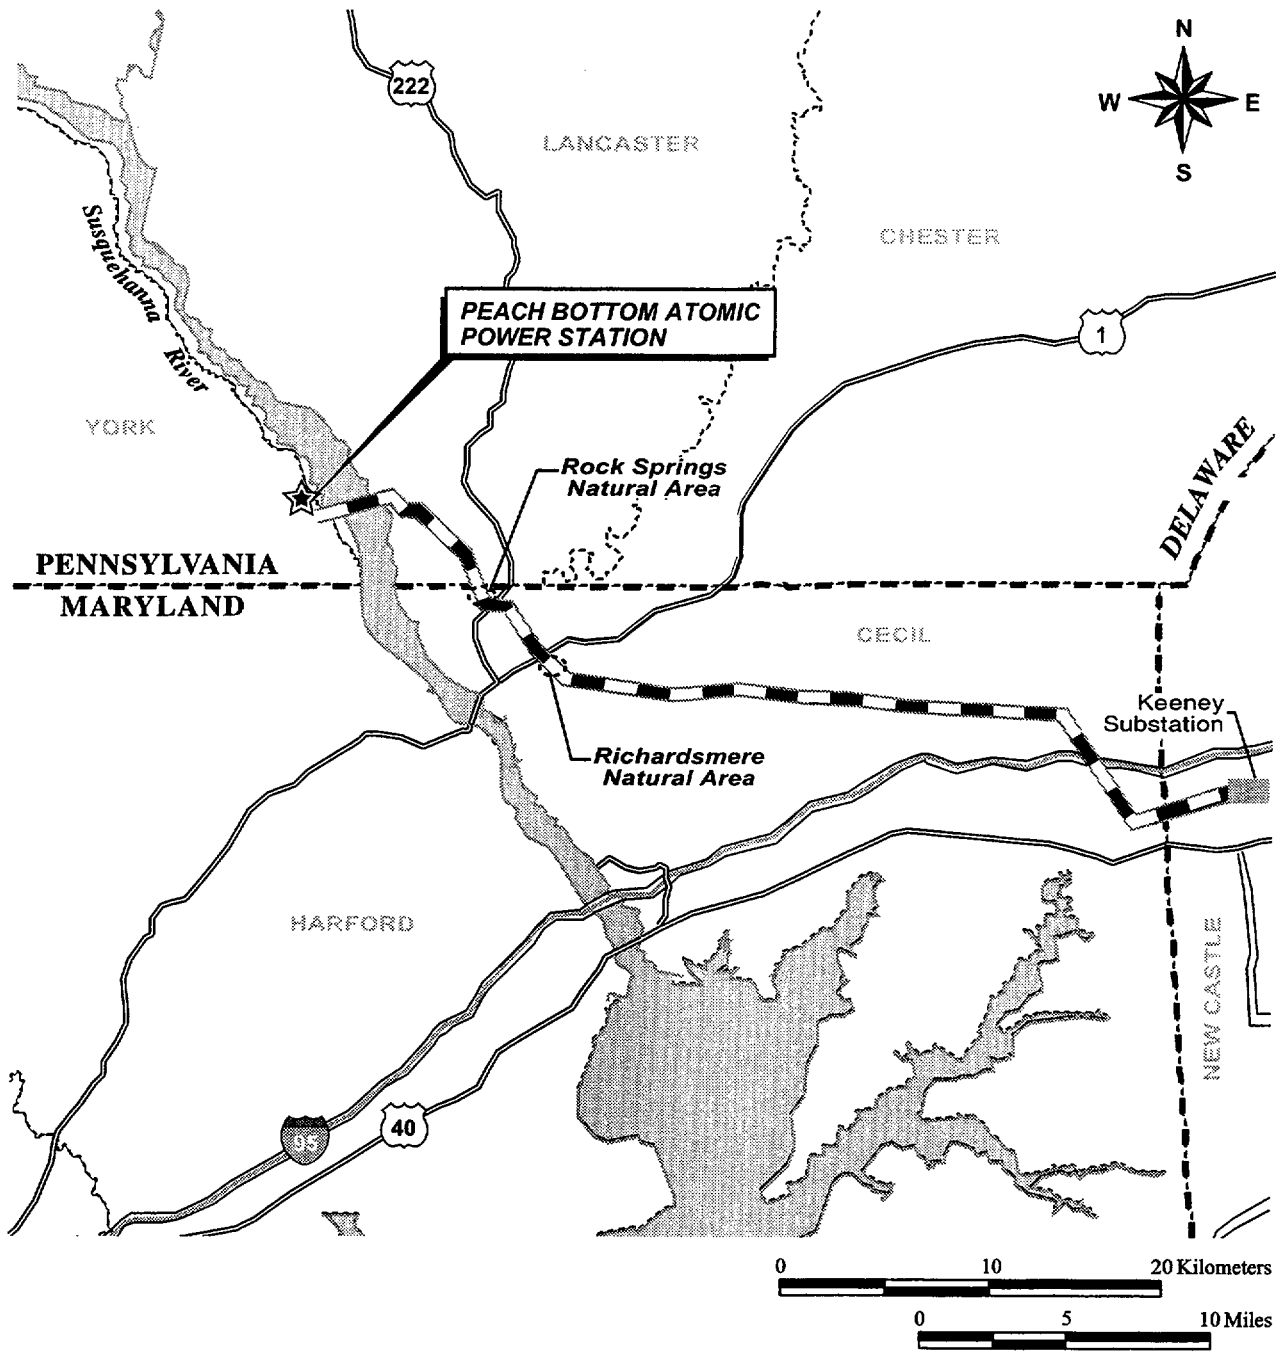 N
222
LANCASTER
W
E
S
Susquehanna
River
CHESTER
PEACH BOTTOM ATOMIC
POWER STATION
1
YORK
Rock Springs
Natural Area
DELAWARE
PENNSYLVANIA
MARYLAND
CECIL
Keeney
Substation
Richardsmere
Natural Area
HARFORD
NEW CASTLE
95
40
0
10
20 Kilometers
0
5
10 Miles